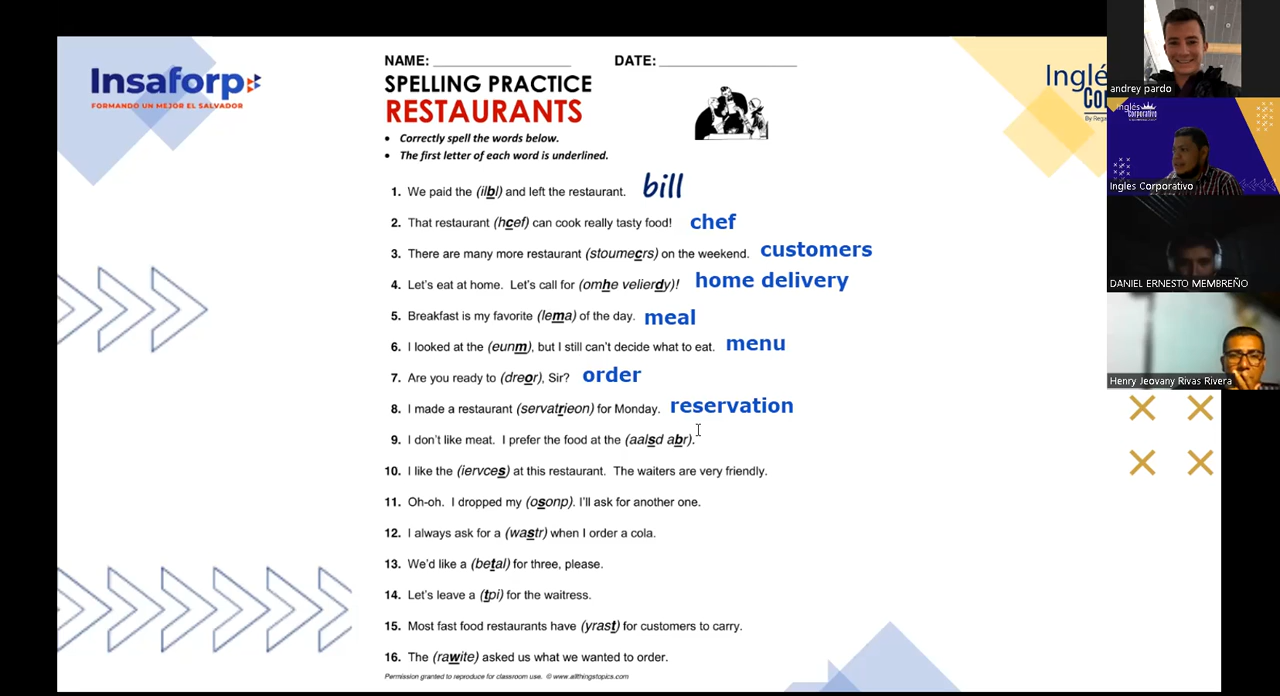 Insaforp
FORMANDO UN MEJOR EL SALVADOR
NAME: DATE:
SPELLING PRACTICE
RESTAURANTS
• Correctly spell the words below.
• The first letter of each word is underlined.
1. We paid the (ilbl) and left the restaurant. bill
2. That restaurant (hcef) can cook really tasty food! chef
3. There are many more restaurant (stoumecrs) on the weekend. customers
4. Let's eat at home. Let's call for (omhe velierdy)! home delivery
5. Breakfast is my favorite (lema) of the day. meal
6. I looked at the (eunm), but I still can't decide what to eat. menu
7. Are you ready to (dreor), Sir? order
8. I made a restaurant (servatrieon) for Monday. reservation
9. I don't like meat. I prefer the food at the (aalsd abr).
10. I like the (iervces) at this restaurant. The waiters are very friendly.
11. Oh-oh. I dropped my (osonp). I'll ask for another one.
12. I always ask for a (wastr) when I order a cola.
13. We'd like a (betal) for three, please.
14. Let's leave a (tpi) for the waitress.
15. Most fast food restaurants have (yrast) for customers to carry.
16. The (rawite) asked us what we wanted to order.
Permission granted to reproduce for classroom use. © www.allthingstopics.com
Inglé
Co
By Rega
andrey pardo
Inglés
Corporativo
Ingles Corporativo
DANIEL ERNESTO MEMBREÑO
Henry Jeovany Rivas Rivera